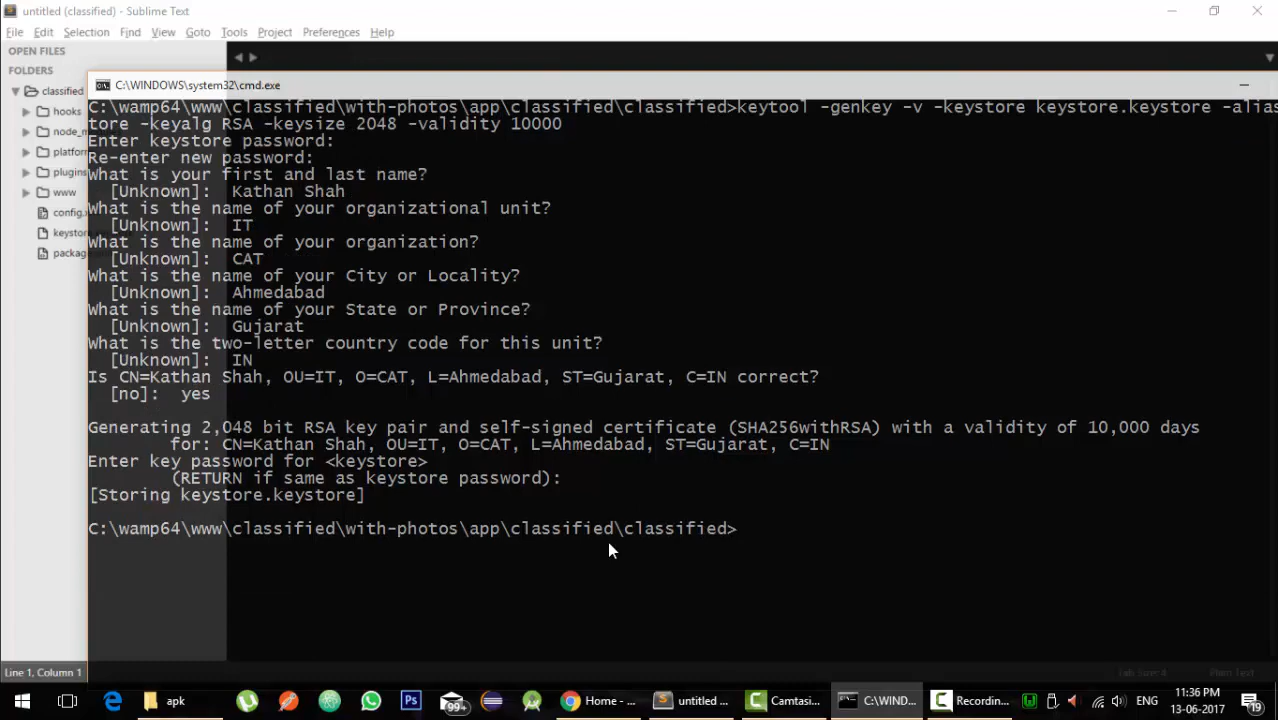 untitled (classified) - Sublime Text
File Edit Selection Find View Goto Tools Project Preferences Help
OPEN FILES
FOLDERS
classified
hooks
plugins
www
C:\WINDOWS\system32\cmd.exe
C:\wamp64\www\classified\with-photos\app\classified\classified>keytool -genkey -v -keystore keystore.keystore -alias
tore -keyalg RSA -keysize 2048 -validity 10000
Enter keystore password:
Re-enter new password:
What is your first and last name?
[Unknown]: Kathan Shah
What is the name of your organizational unit?
[Unknown]: IT
What is the name of your organization?
[Unknown]: CAT
What is the name of your City or Locality?
[Unknown]: Ahmedabad
What is the name of your State or Province?
[Unknown]: Gujarat
What is the two-letter country code for this unit?
[Unknown]: IN
Is CN=Kathan Shah, OU=IT, O=CAT, L=Ahmedabad, ST=Gujarat, C=IN correct?
[no]: yes
Generating 2,048 bit RSA key pair and self-signed certificate (SHA256withRSA) with a validity of 10,000 days
for: CN=Kathan Shah, OU=IT, O=CAT, L=Ahmedabad, ST=Gujarat, C=IN
Enter key password for <keystore>
(RETURN if same as keystore password):
[Storing keystore.keystore]
C:\wamp64\www\classified\with-photos\app\classified\classified>
Line 1, Column 1
Tab Size: 4
Plain Text
apk
99+
Home - ...
untitled ...
Camtasi...
C:\WIND...
Recordin...
ENG
11:36 PM
13-06-2017
19